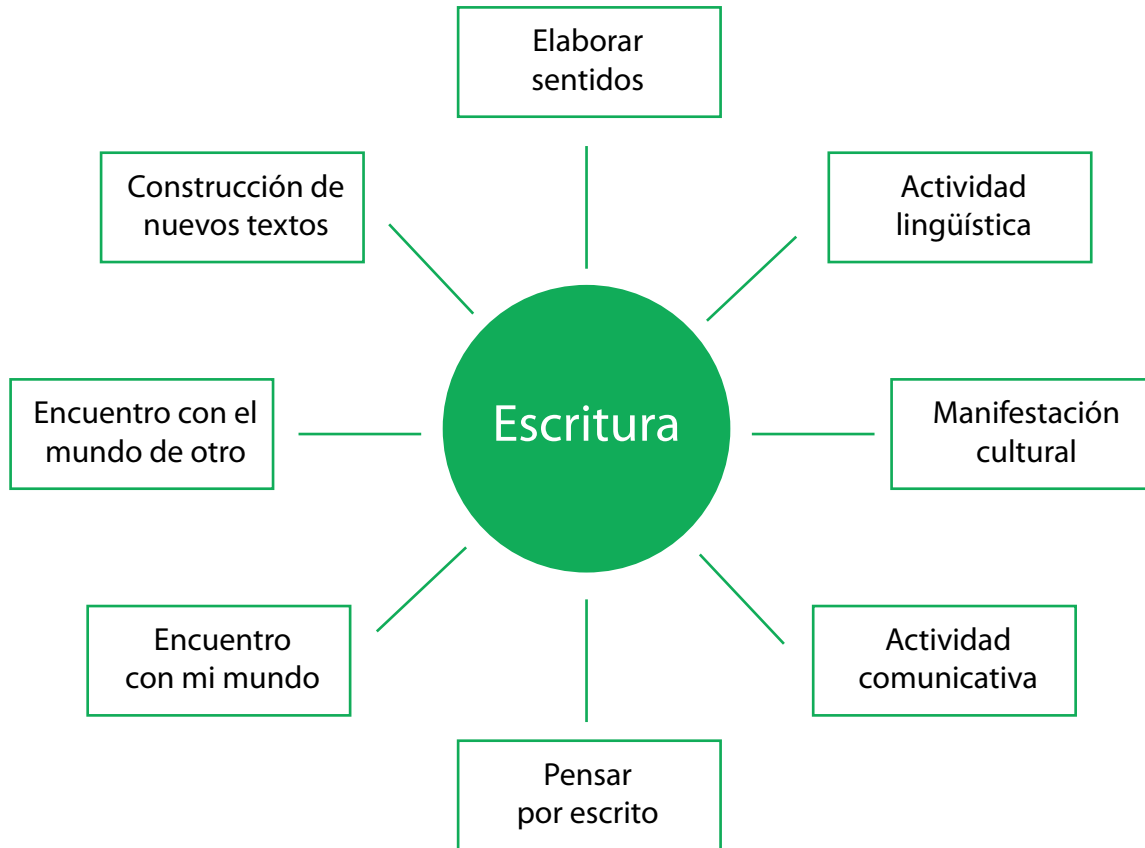 Elaborar
sentidos
Construcción de
nuevos textos
Actividad
lingüística
Encuentro con el
mundo de otro
Escritura
Manifestación
cultural
Encuentro
con mi mundo
Actividad
comunicativa
Pensar
por escrito